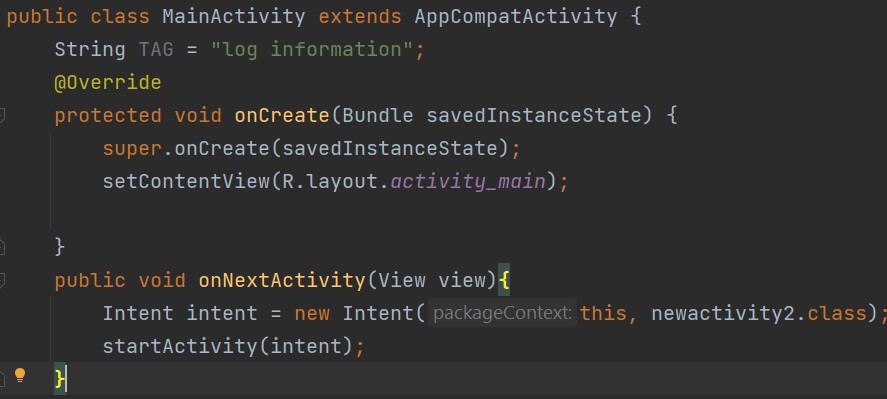 public class MainActivity extends AppCompatActivity {
String TAG = "log information";
@Override
protected void onCreate(Bundle savedInstanceState) {
super.onCreate(savedInstanceState);
setContentView(R.layout.activity_main);
}
public void onNextActivity(View view){
Intent intent = new Intent( packageContext: this, newactivity2.class);
startActivity(intent);
}